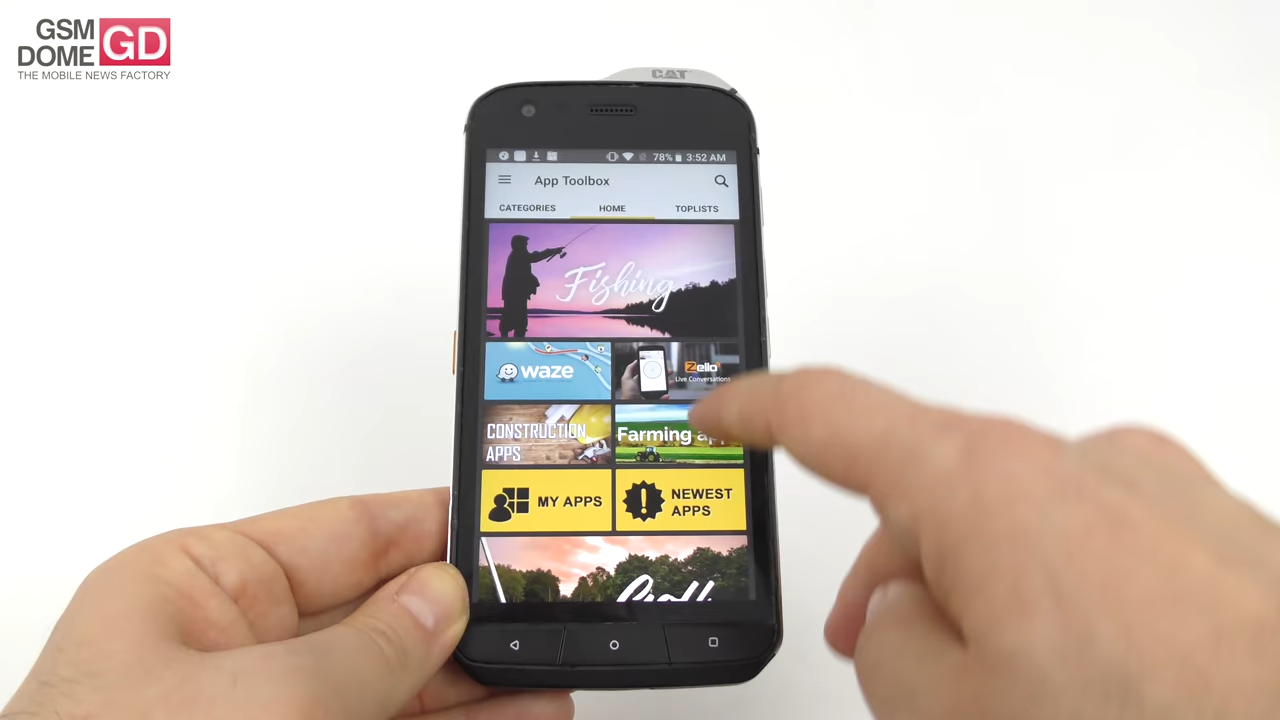 GSM
DOME GD
THE MOBILE NEWS FACTORY
CAT
78% 3:52 AM
App Toolbox
CATEGORIES HOME TOPLISTS
Fishing
waze
Zello
Live Conversations
CONSTRUCTION
APPS
Farming
MY APPS
NEWEST
APPS